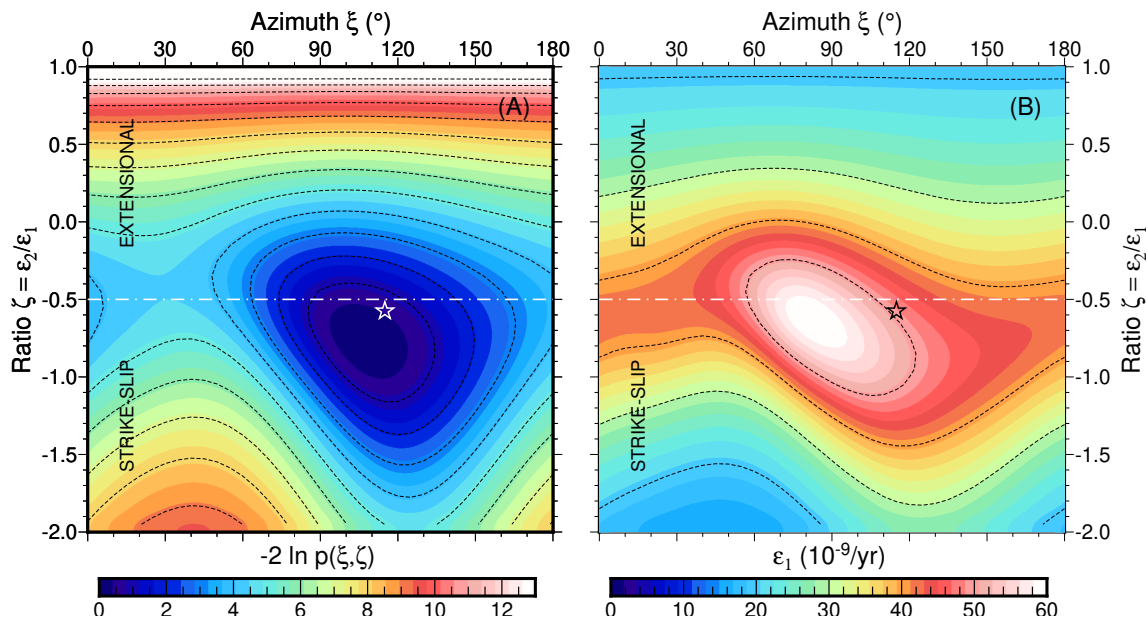 Azimuth ξ (°)
0 30 60 90 120 150 180
Azimuth ξ (°)
0 30 60 90 120 150 180
Ratio ζ = ε2/ε1
1.0
0.5
0.0
-0.5
-1.0
-1.5
-2.0
(A)
EXTENSIONAL
STRIKE-SLIP
(B)
EXTENSIONAL
STRIKE-SLIP
1.0
0.5
0.0
-0.5
-1.0
-1.5
-2.0
Ratio ζ = ε2/ε1
-2 ln p(ξ,ζ)
0 2 4 6 8 10 12
ε1 (10-9/yr)
0 10 20 30 40 50 60